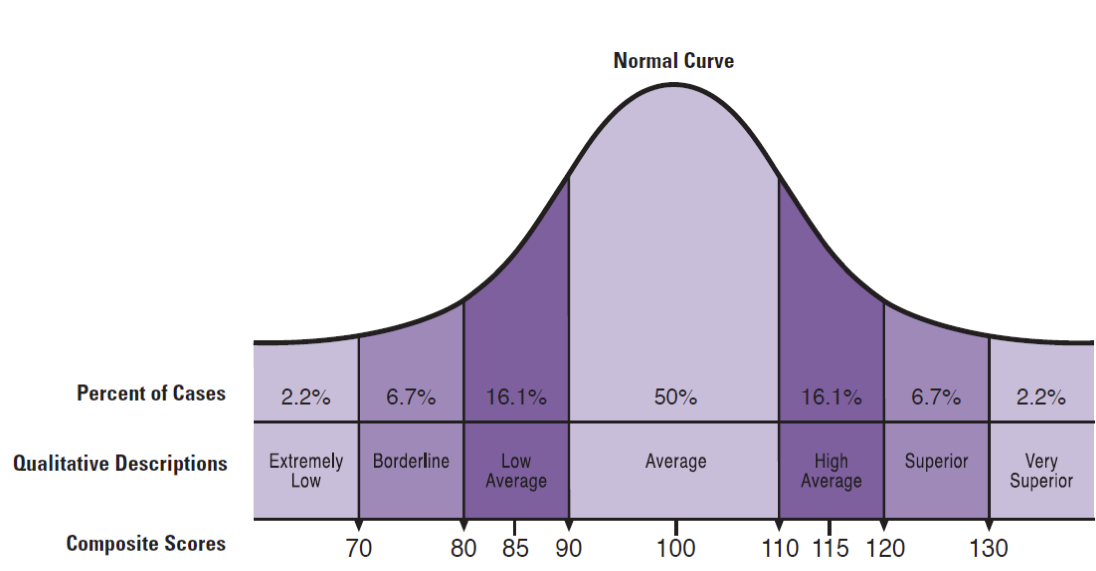 Normal Curve
Percent of Cases 2.2% 6.7% 16.1% 50% 16.1% 6.7% 2.2%
Qualitative Descriptions Extremely Low Borderline Low Average Average High Average Superior Very Superior
Composite Scores 70 80 85 90 100 110 115 120 130